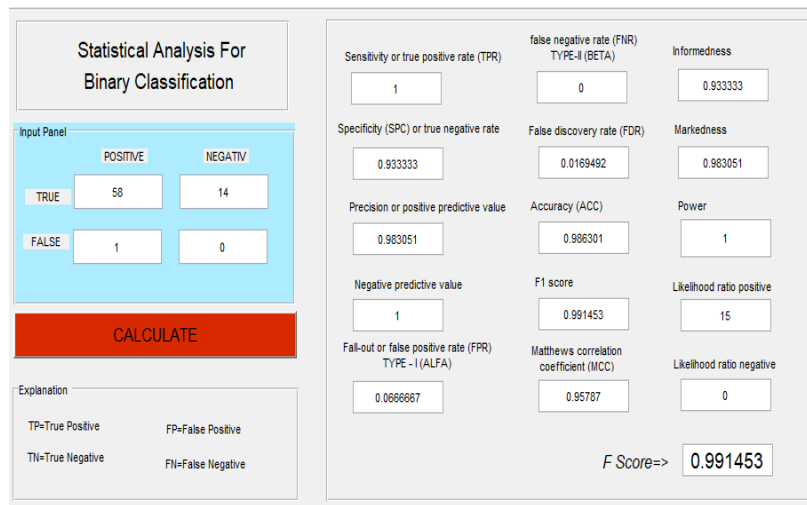 Statistical Analysis For
Binary Classification
Input Panel
POSITIVE NEGATIV
TRUE 58 14
FALSE 1 0
CALCULATE
Explanation
TP=True Positive FP=False Positive
TN=True Negative FN=False Negative
Sensitivity or true positive rate (TPR)
1
Specificity (SPC) or true negative rate
0.933333
Precision or positive predictive value
0.983051
Negative predictive value
1
Fall-out or false positive rate (FPR)
TYPE - I (ALFA)
0.0666667
false negative rate (FNR)
TYPE-II (BETA)
0
False discovery rate (FDR)
0.0169492
Accuracy (ACC)
0.986301
F1 score
0.991453
Matthews correlation
coefficient (MCC)
0.95787
Informedness
0.933333
Markedness
0.983051
Power
1
Likelihood ratio positive
15
Likelihood ratio negative
0
F Score=> 0.991453